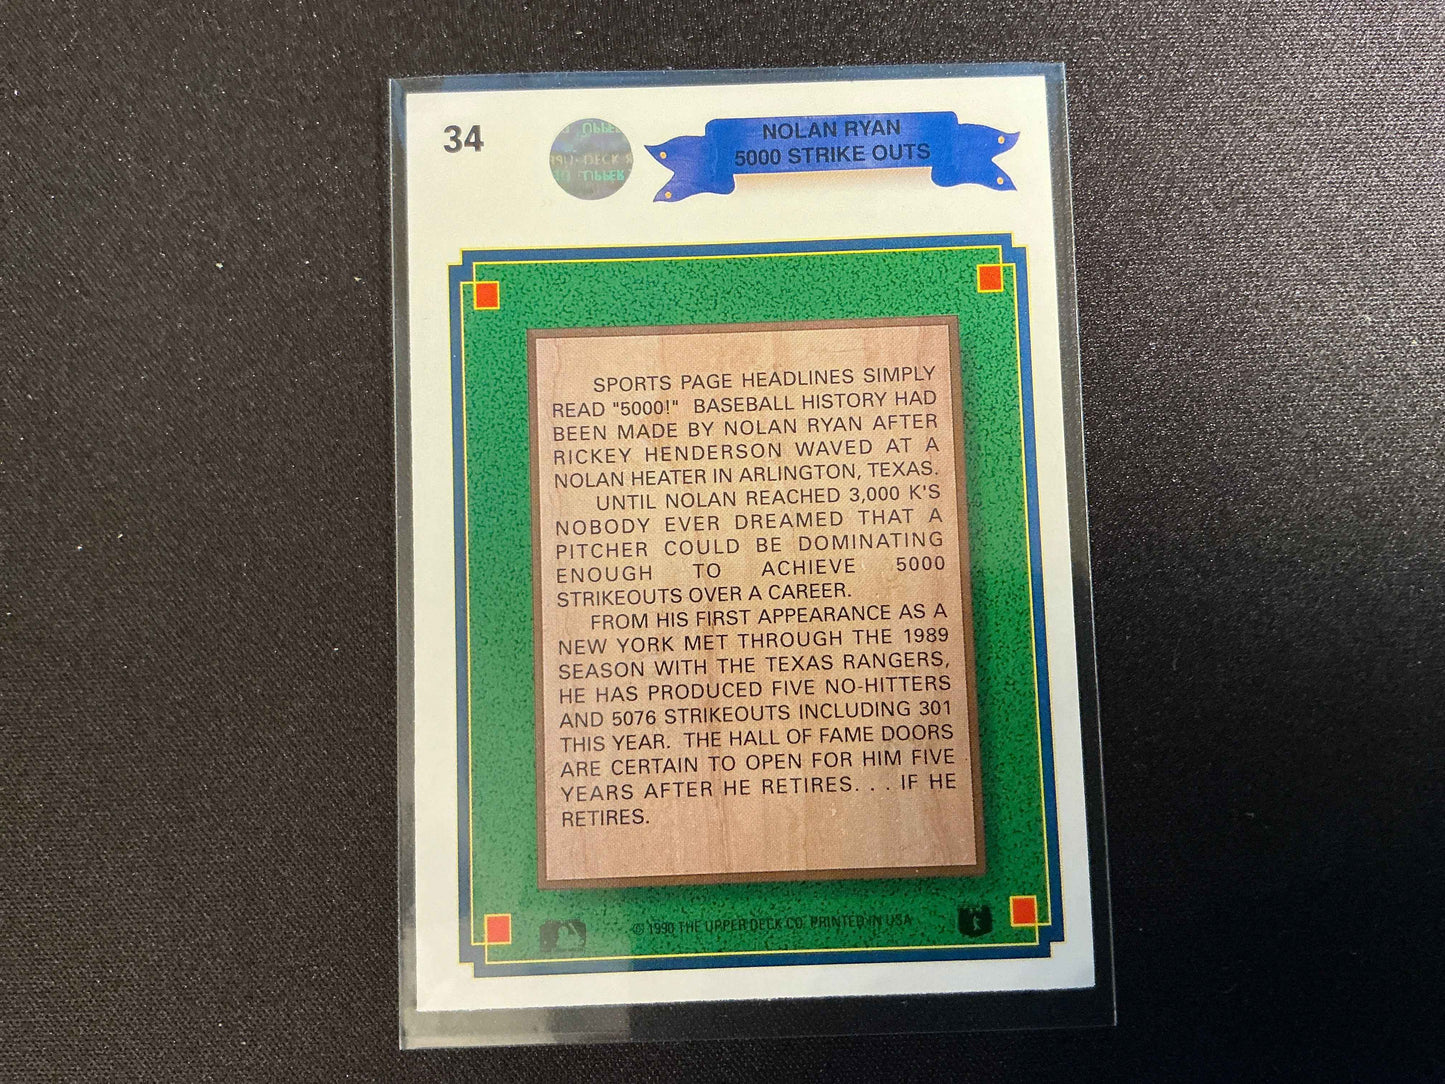 34
UPPER
DECK
UPPER
NOLAN RYAN
5000 STRIKE OUTS
SPORTS PAGE HEADLINES SIMPLY
READ "5000!" BASEBALL HISTORY HAD
BEEN MADE BY NOLAN RYAN AFTER
RICKEY HENDERSON WAVED AT A
NOLAN HEATER IN ARLINGTON, TEXAS.
UNTIL NOLAN REACHED 3,000 K'S
NOBODY EVER DREAMED THAT A
PITCHER COULD BE DOMINATING
ENOUGH TO ACHIEVE 5000
STRIKEOUTS OVER A CAREER.
FROM HIS FIRST APPEARANCE AS A
NEW YORK MET THROUGH THE 1989
SEASON WITH THE TEXAS RANGERS,
HE HAS PRODUCED FIVE NO-HITTERS
AND 5076 STRIKEOUTS INCLUDING 301
THIS YEAR. THE HALL OF FAME DOORS
ARE CERTAIN TO OPEN FOR HIM FIVE
YEARS AFTER HE RETIRES. . . IF HE
RETIRES.
© 1990 THE UPPER DECK CO. PRINTED IN USA